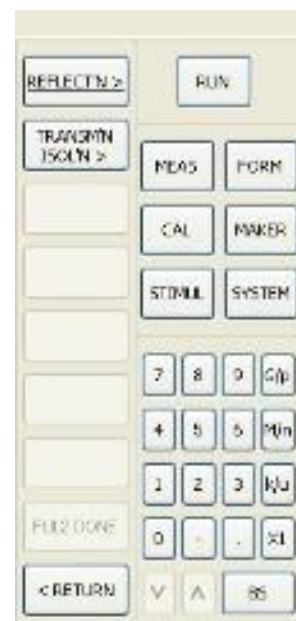 REFLECT'N >
RUN
TRANSM'N
ISOL'N >
MEAS
FORM
CAL
MAKER
STIMUL
SYSTEM
7
8
9
G/p
4
5
6
M/n
1
2
3
k/u
FUL2 DONE
0
-
.
X1
< RETURN
BS